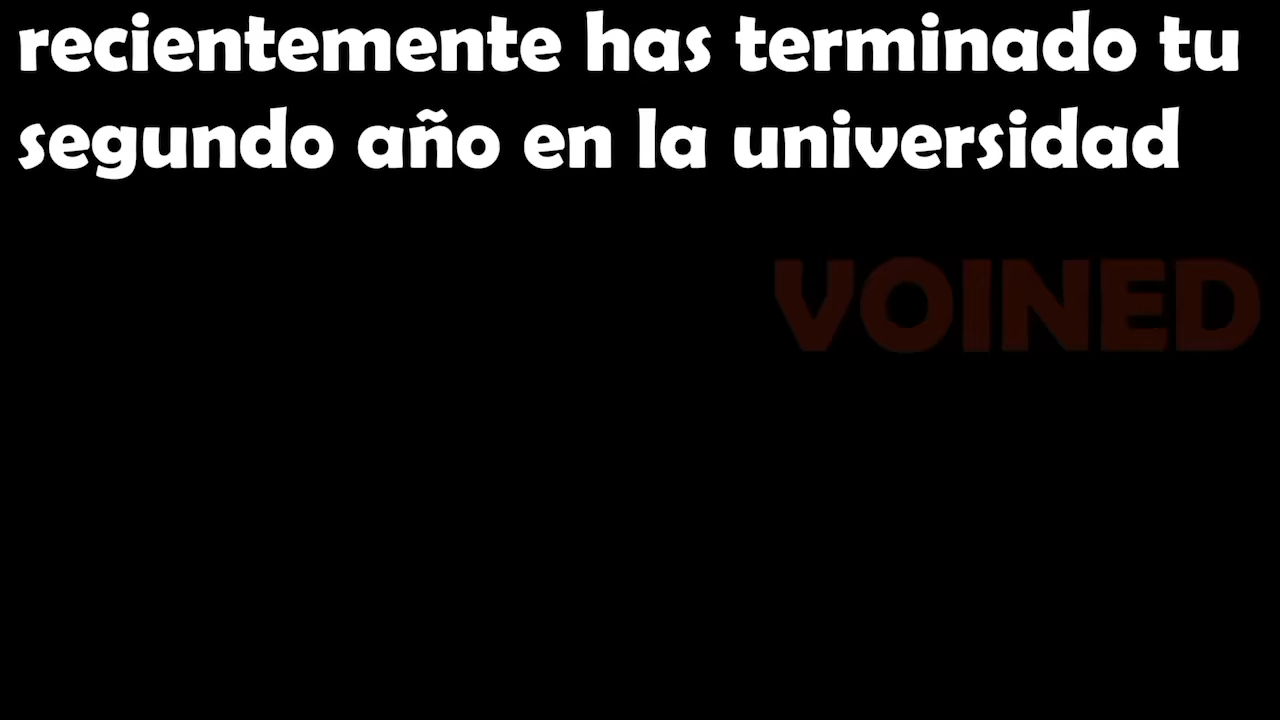 recientemente has terminado tu
segundo año en la universidad
VOINED